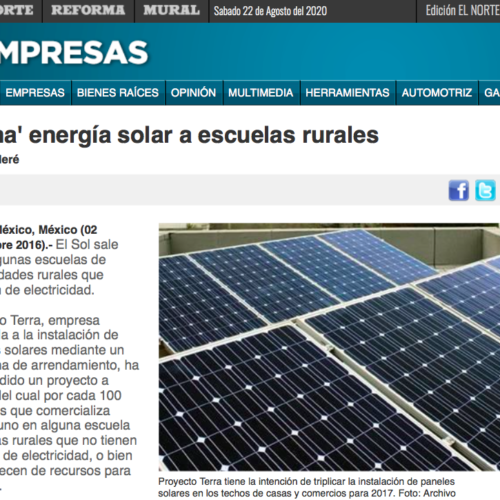 ORTE REFORMA MURAL Sabado 22 de Agosto del 2020 Edición EL NORTE
MPRESAS
EMPRESAS BIENES RAÍCES OPINIÓN MULTIMEDIA HERRAMIENTAS AUTOMOTRIZ GA
na' energía solar a escuelas rurales
leré
México, México (02
bre 2016).- El Sol sale
gunas escuelas de
dades rurales que
n de electricidad.
o Terra, empresa
a a la instalación de
s solares mediante un
na de arrendamiento, ha
dido un proyecto a
del cual por cada 100
s que comercializa
uno en alguna escuela
as rurales que no tienen
de electricidad, o bien
ecen de recursos para
Proyecto Terra tiene la intención de triplicar la instalación de paneles
solares en los techos de casas y comercios para 2017. Foto: Archivo